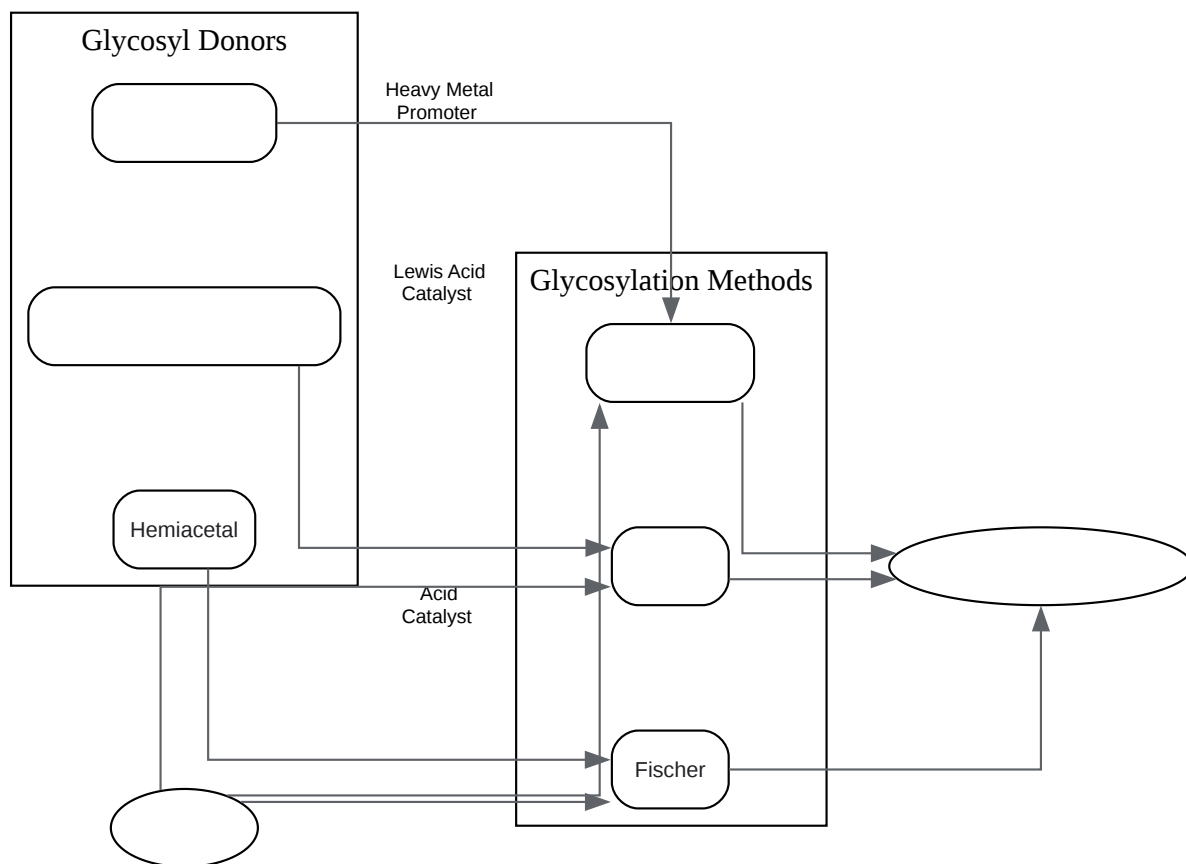 Glycosyl Donors
Heavy Metal
Promoter
Lewis Acid
Catalyst
Glycosylation Methods
Hemiacetal
Acid
Catalyst
Fischer